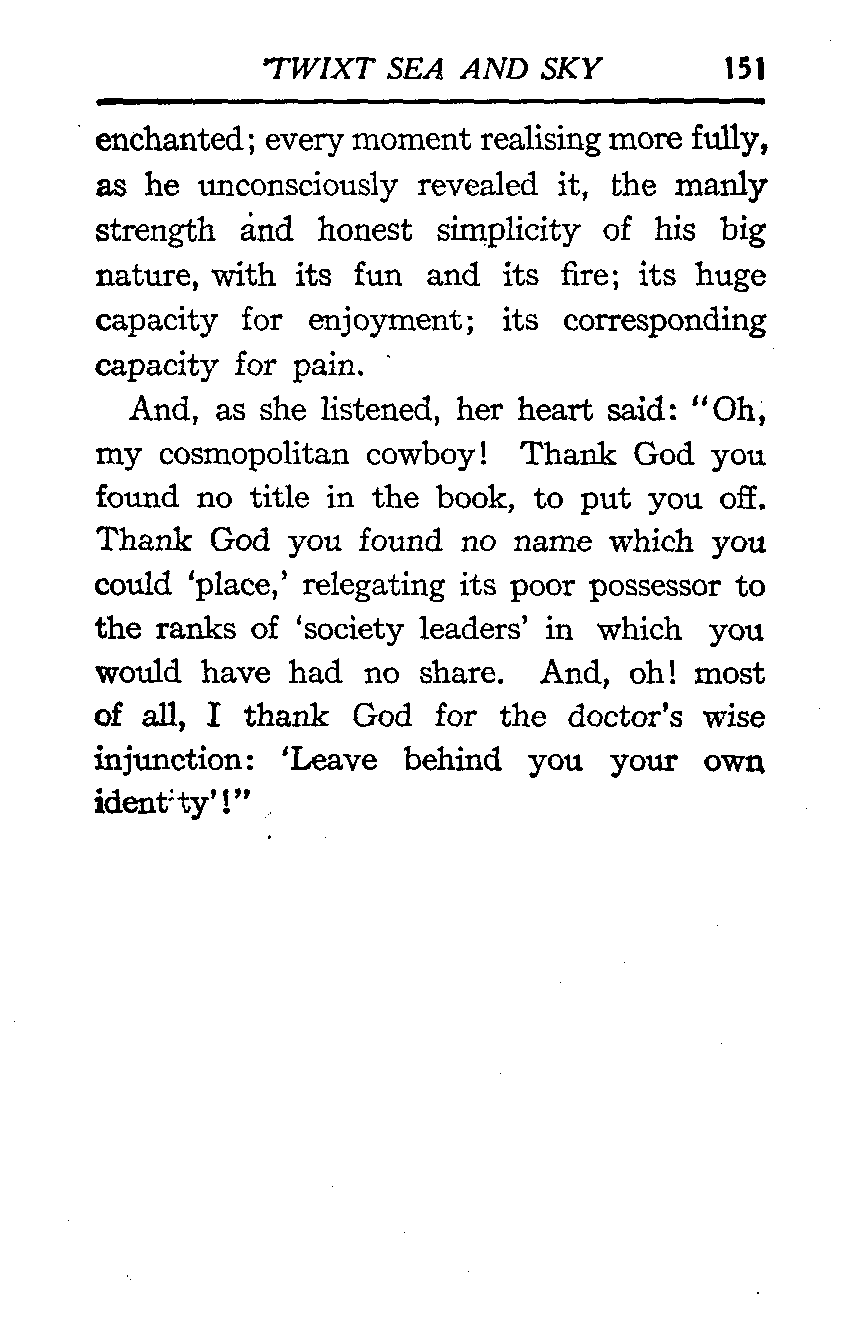 'TWIXT SEA AND SKY 151
enchanted; every moment realising more fully,
as he unconsciously revealed it, the manly
strength and honest simplicity of his big
nature, with its fun and its fire; its huge
capacity for enjoyment; its corresponding
capacity for pain.
And, as she listened, her heart said: "Oh,
my cosmopolitan cowboy! Thank God you
found no title in the book, to put you off.
Thank God you found no name which you
could 'place,' relegating its poor possessor to
the ranks of 'society leaders' in which you
would have had no share. And, oh! most
of all, I thank God for the doctor's wise
injunction: 'Leave behind you your own
identity'!"